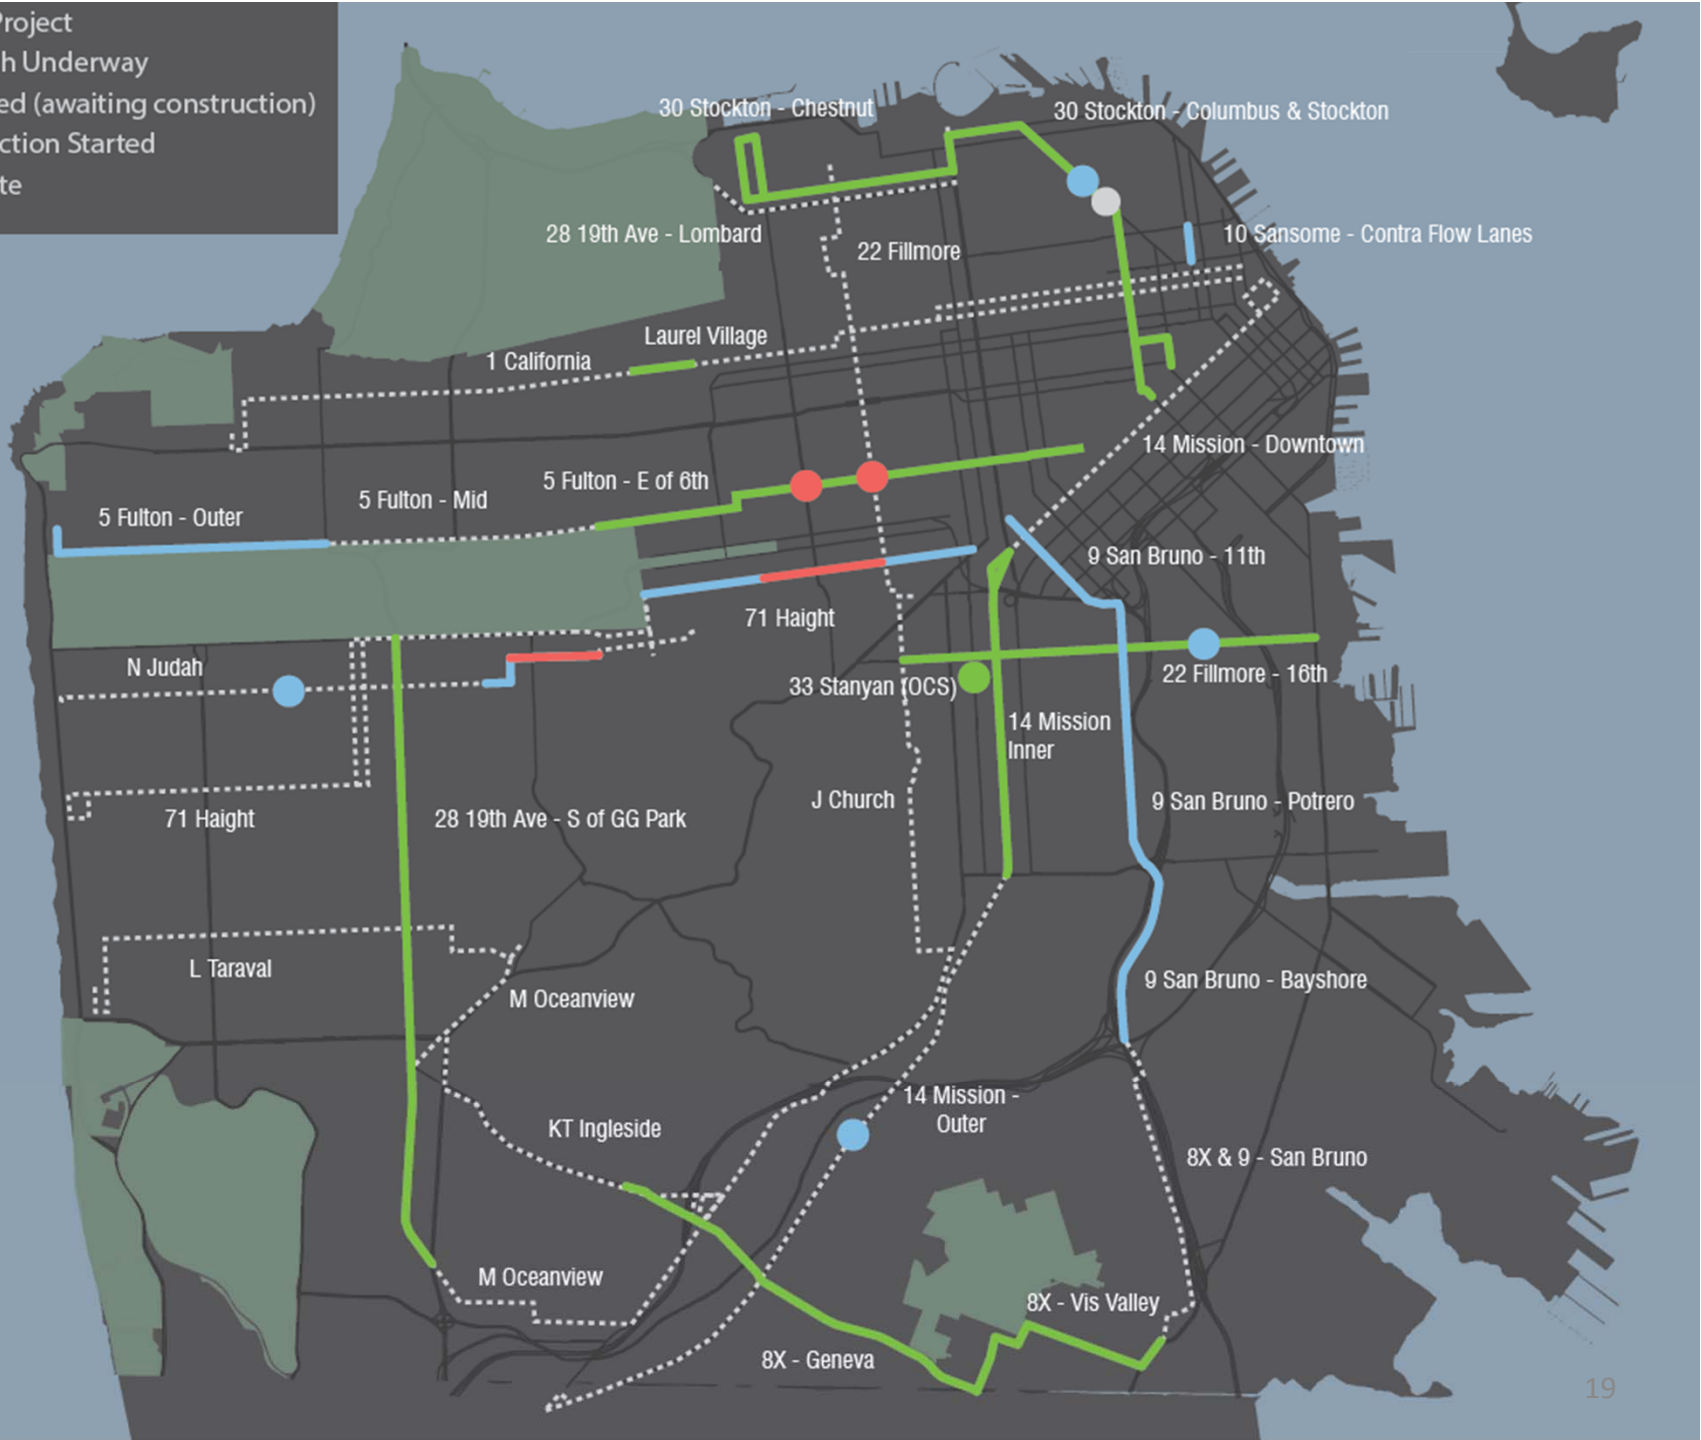 Project
h Underway
ed (awaiting construction)
ction Started
te
30 Stockton - Chestnut
30 Stockton - Columbus & Stockton
28 19th Ave - Lombard
22 Fillmore
10 Sansome - Contra Flow Lanes
Laurel Village
1 California
14 Mission - Downtown
5 Fulton - E of 6th
5 Fulton - Mid
5 Fulton - Outer
9 San Bruno - 11th
71 Haight
N Judah
33 Stanyan (OCS)
22 Fillmore - 16th
14 Mission
Inner
J Church
9 San Bruno - Potrero
71 Haight
28 19th Ave - S of GG Park
L Taraval
M Oceanview
9 San Bruno - Bayshore
14 Mission -
Outer
KT Ingleside
8X & 9 - San Bruno
M Oceanview
8X - Vis Valley
8X - Geneva
19